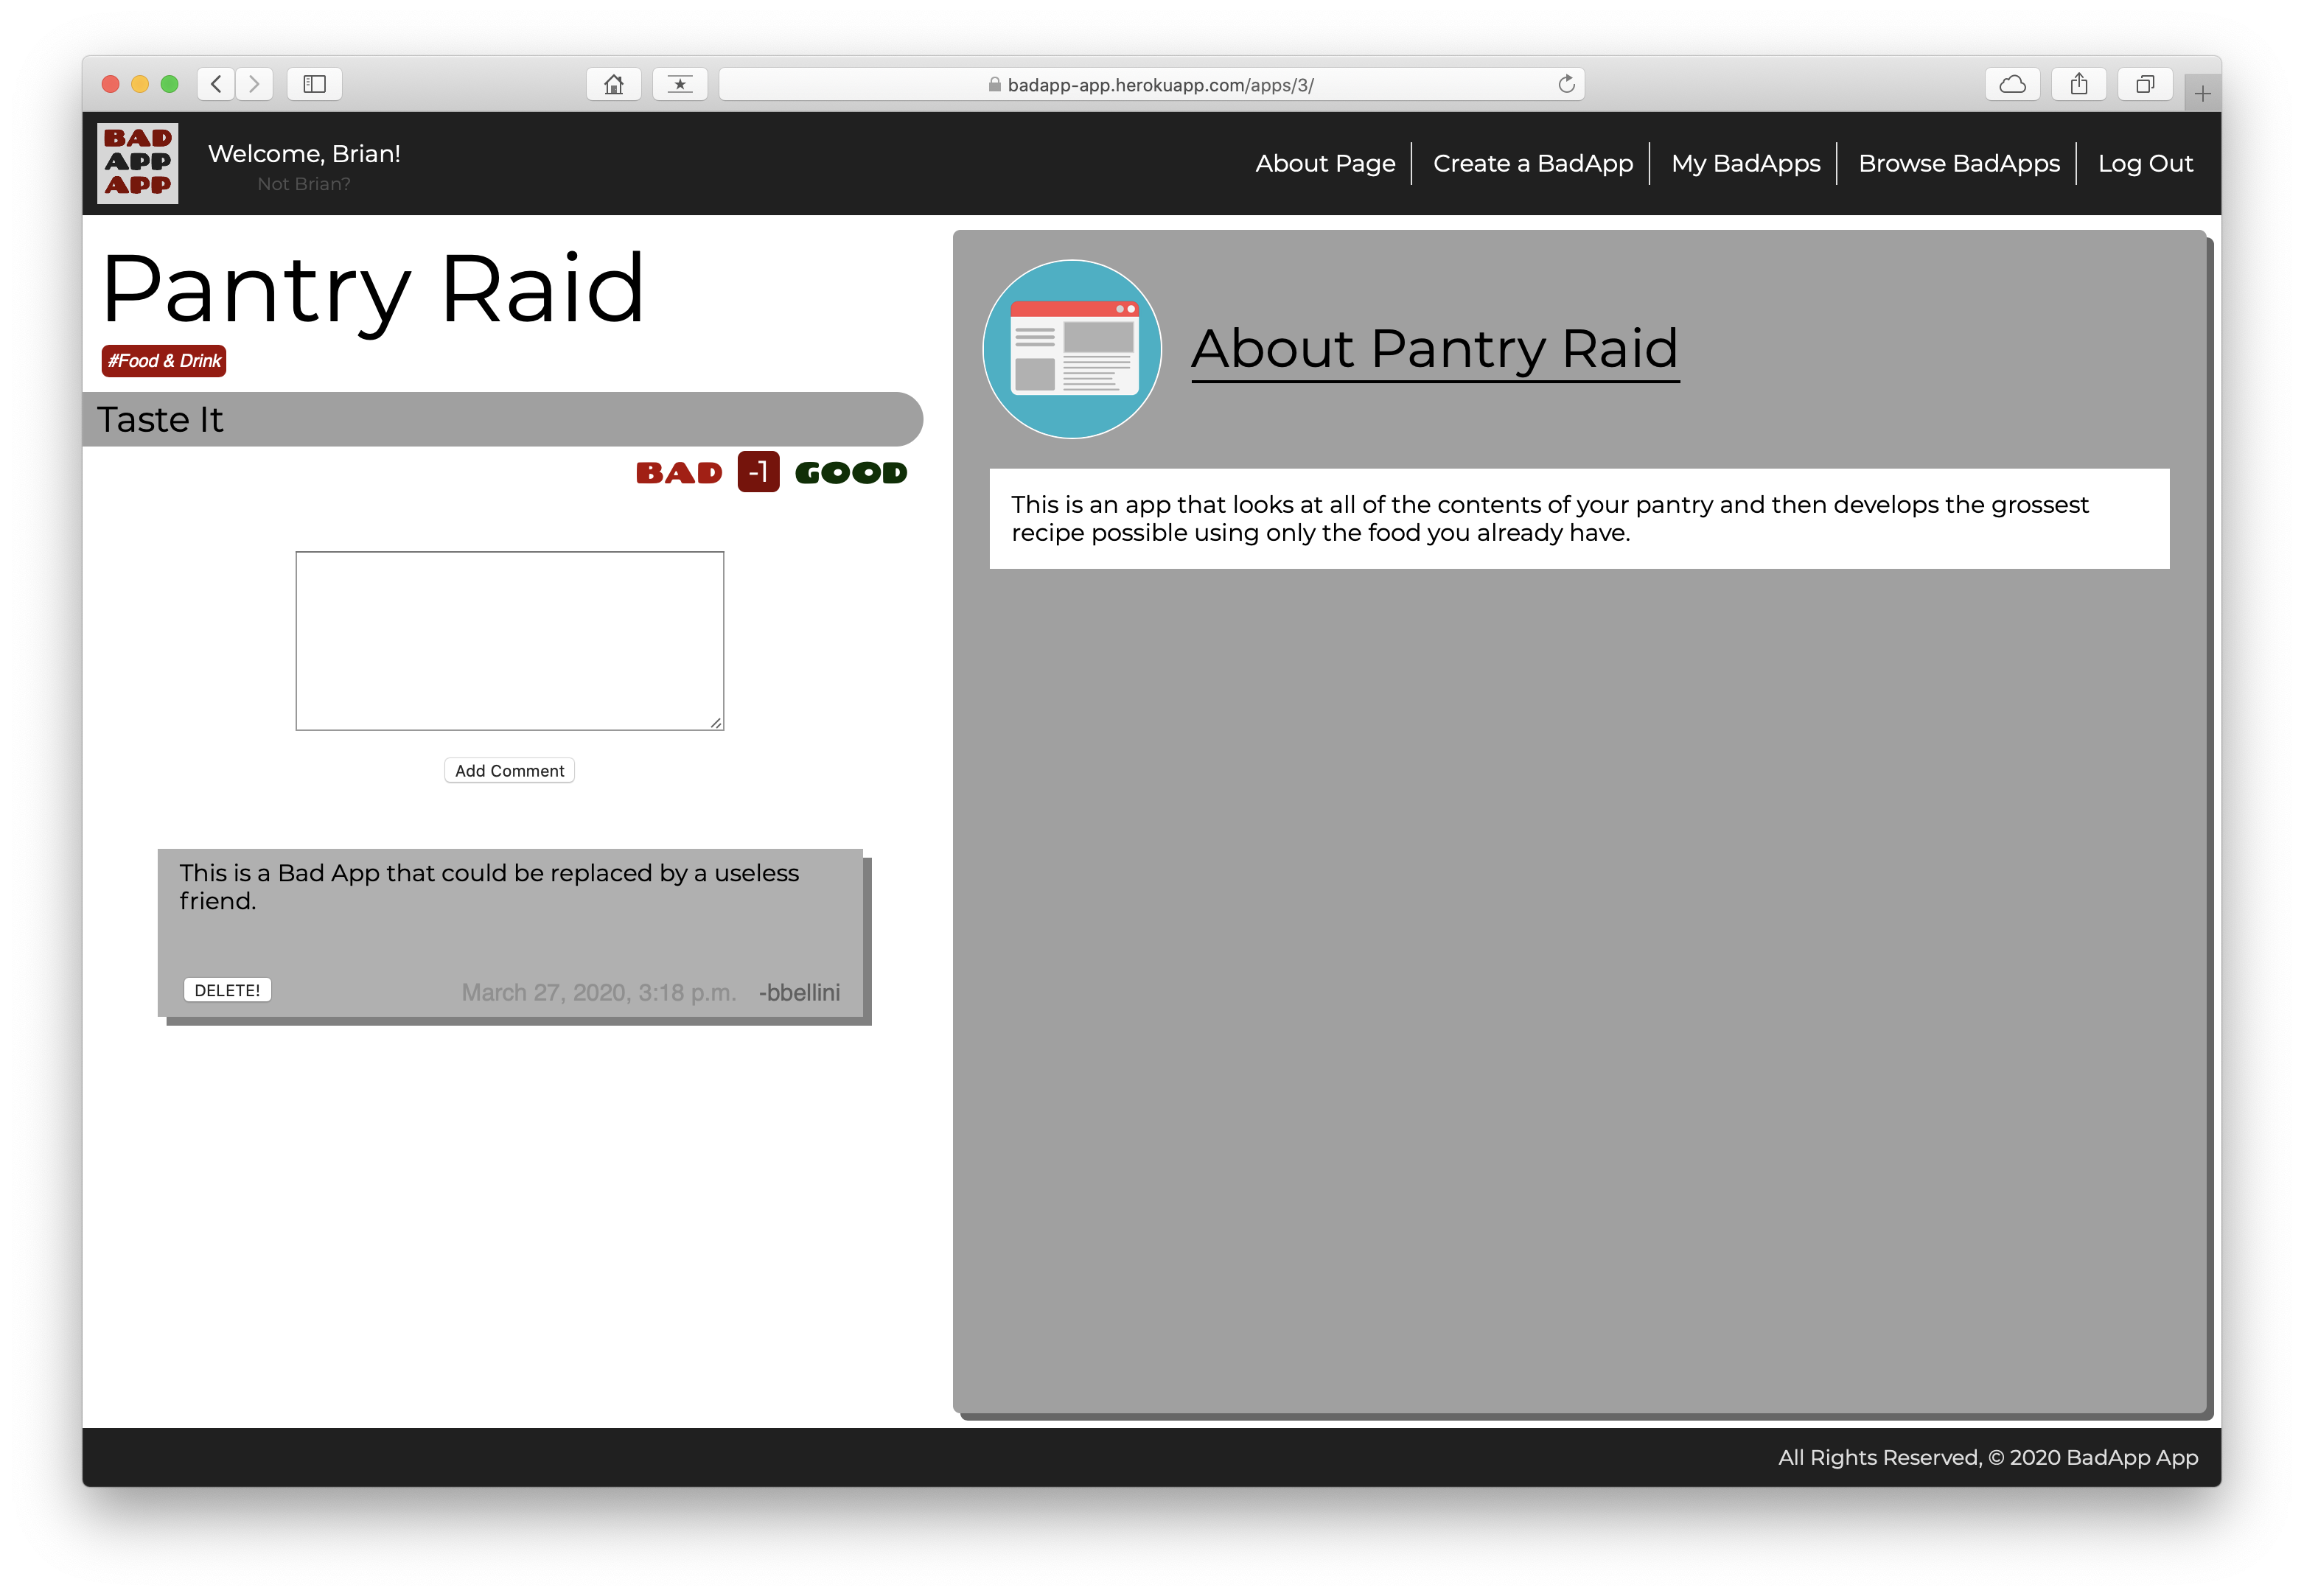 badapp-app.herokuapp.com/apps/3/
BAD
APP
APP
Welcome, Brian!
Not Brian?
About Page
Create a BadApp
My BadApps
Browse BadApps
Log Out
Pantry Raid
#Food & Drink
Taste It
BAD -1 GOOD
Add Comment
This is a Bad App that could be replaced by a useless
friend.
DELETE! March 27, 2020, 3:18 p.m. -bbellini
About Pantry Raid
This is an app that looks at all of the contents of your pantry and then develops the grossest
recipe possible using only the food you already have.
All Rights Reserved, © 2020 BadApp App